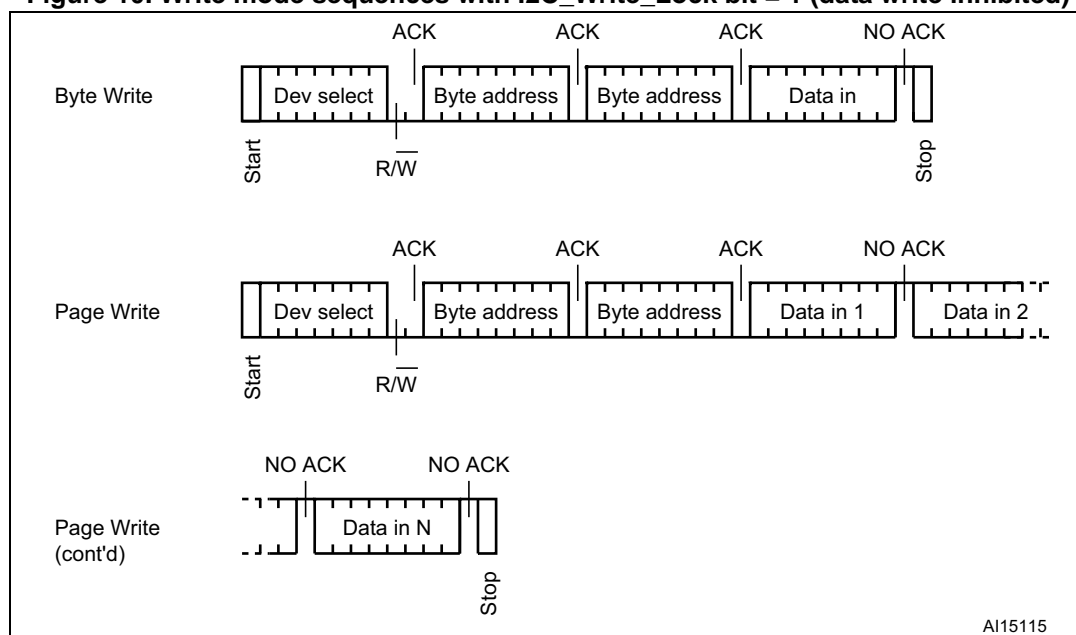 Figure 10. Write mode sequences with I2C_Write_Lock bit = 1 (data write inhibited)
ACK ACK ACK NO ACK
Byte Write Dev select Byte address Byte address Data in
Start R/W Stop
ACK ACK ACK NO ACK
Page Write Dev select Byte address Byte address Data in 1 Data in 2
Start R/W
NO ACK NO ACK
Page Write Data in N
(cont'd)
Stop
AI15115